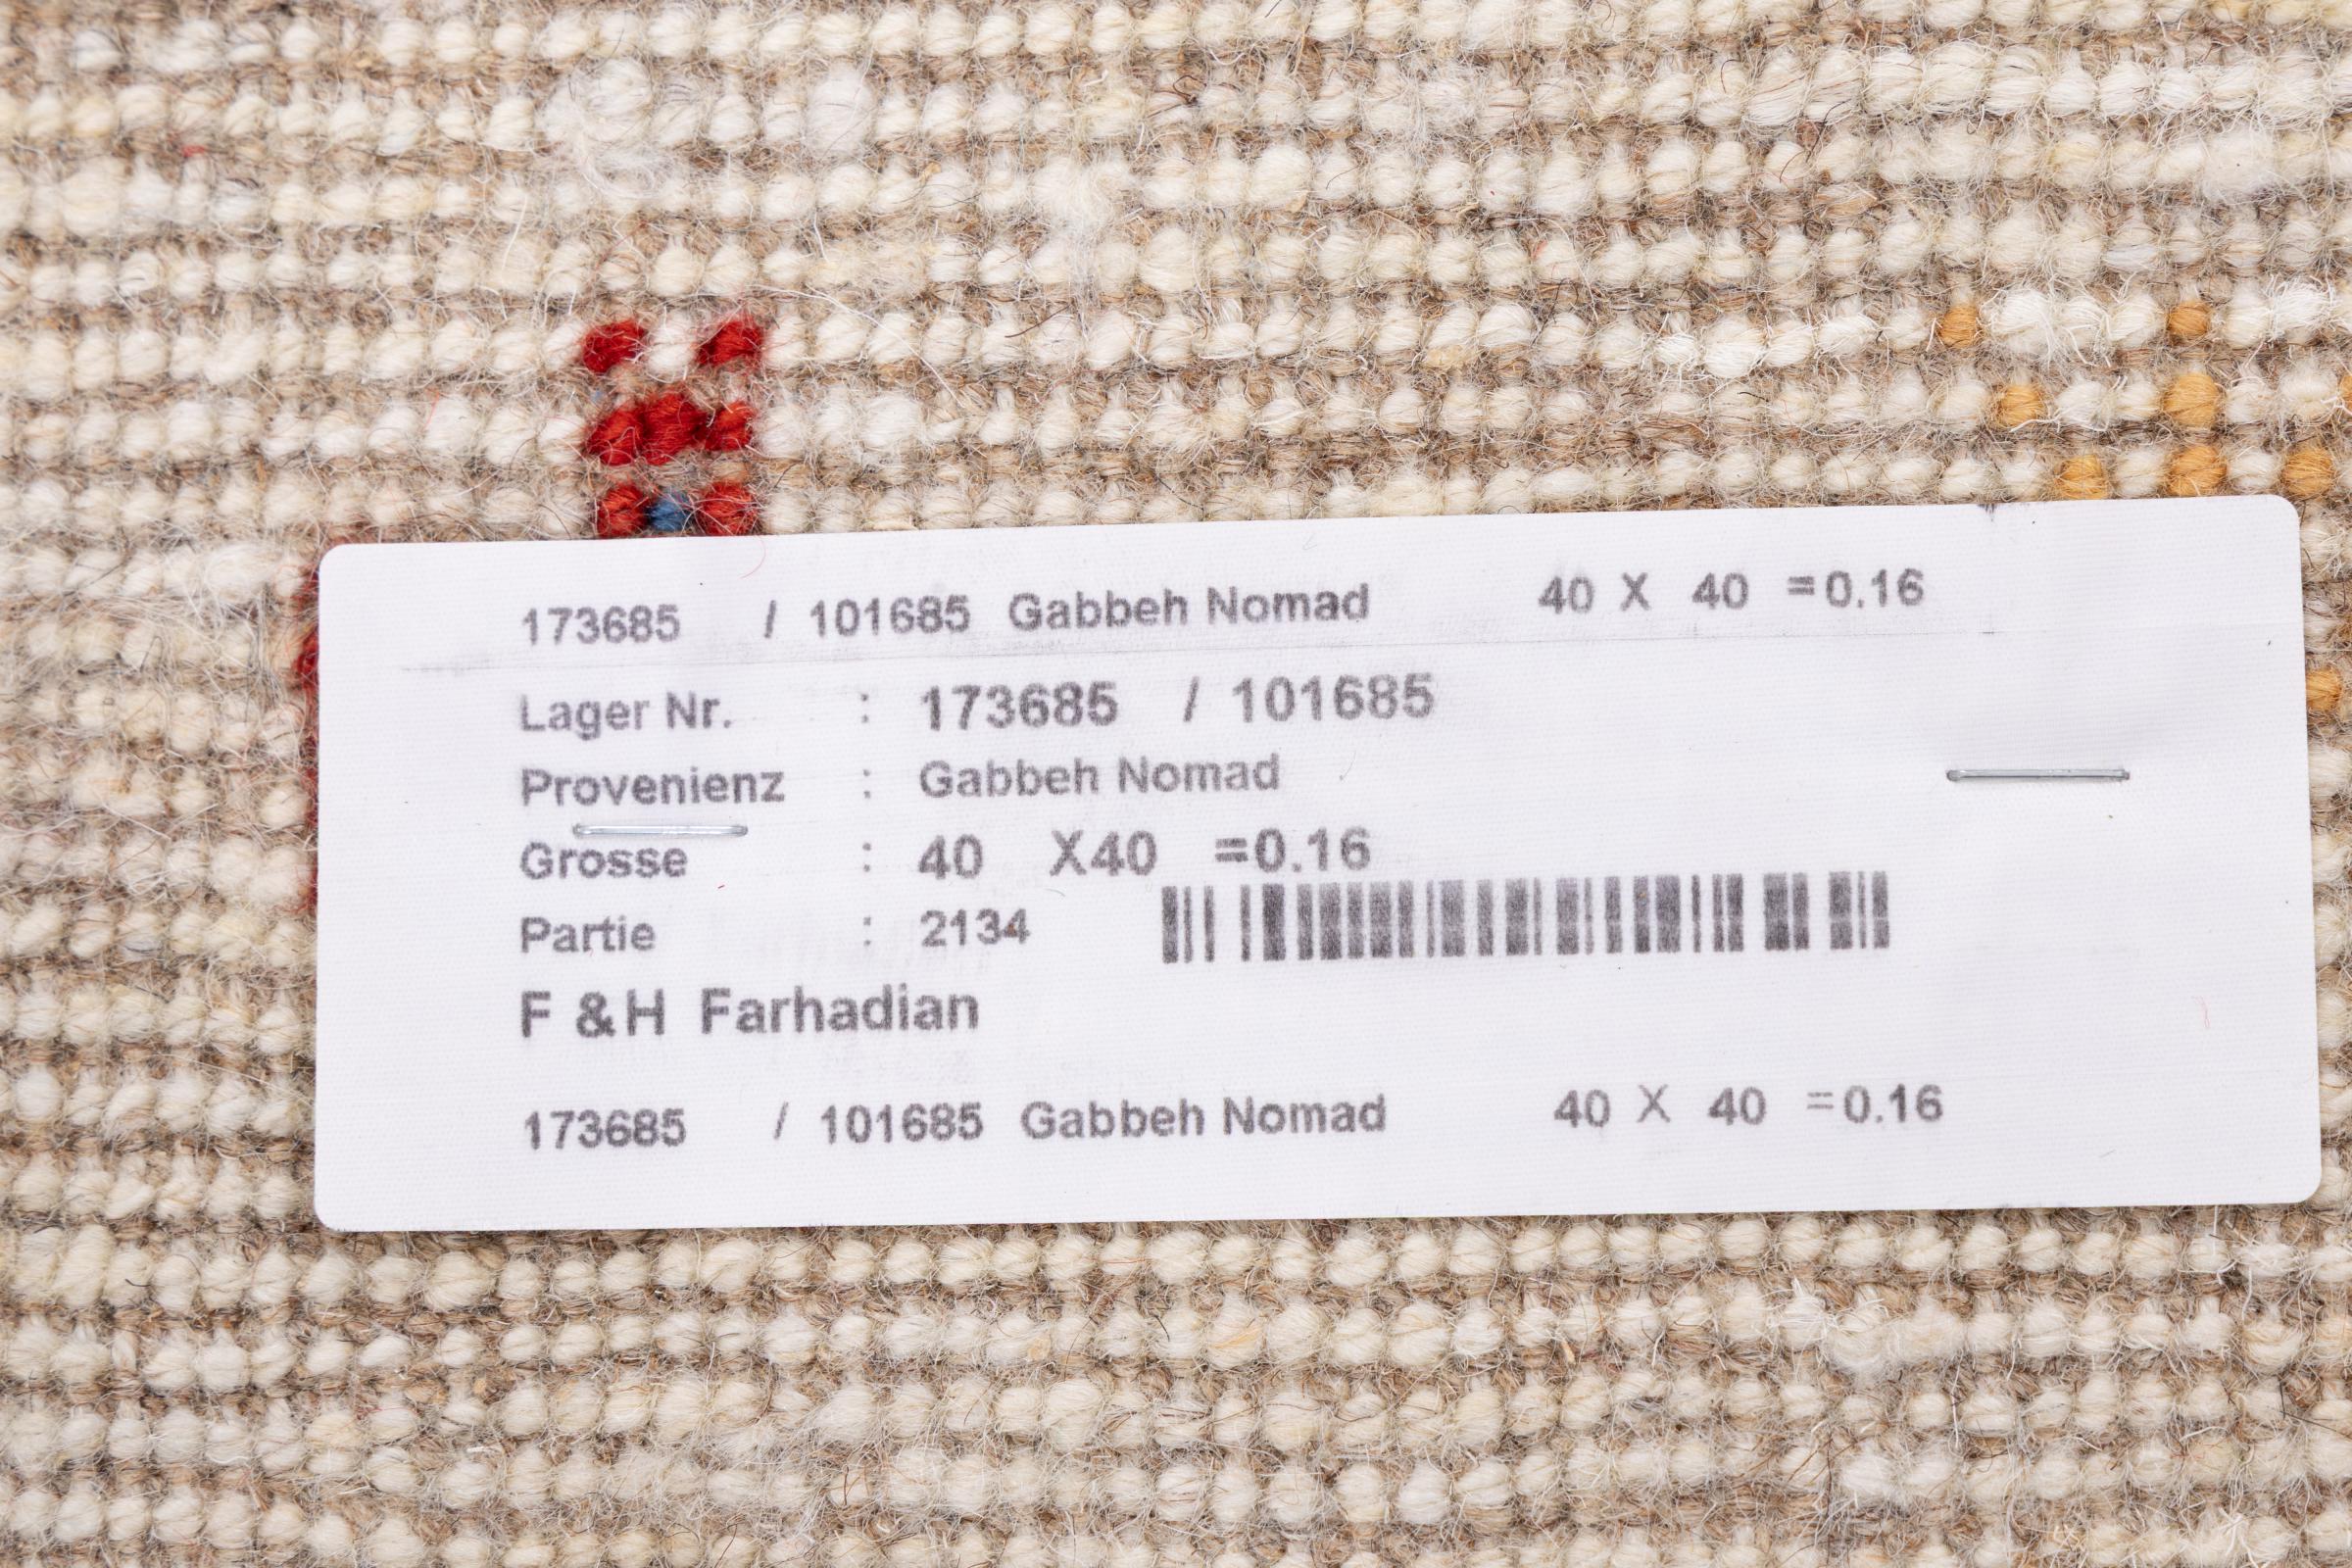 173685 / 101685 Gabbeh Nomad 40 X 40 =0.16
Lager Nr. : 173685 / 101685
Provenienz : Gabbeh Nomad
Grosse : 40 X40 =0.16
Partie : 2134
F & H Farhadian
173685 / 101685 Gabbeh Nomad 40 X 40 =0.16